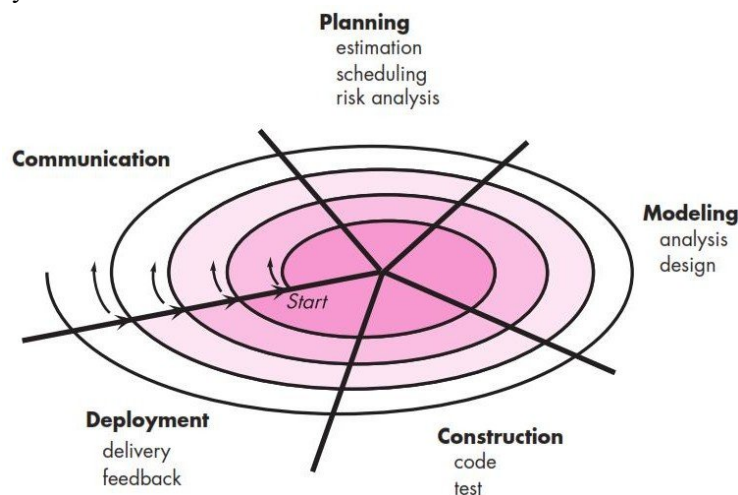 Planning
estimation
scheduling
risk analysis
Communication
Modeling
analysis
design
Start
Deployment
delivery
feedback
Construction
code
test